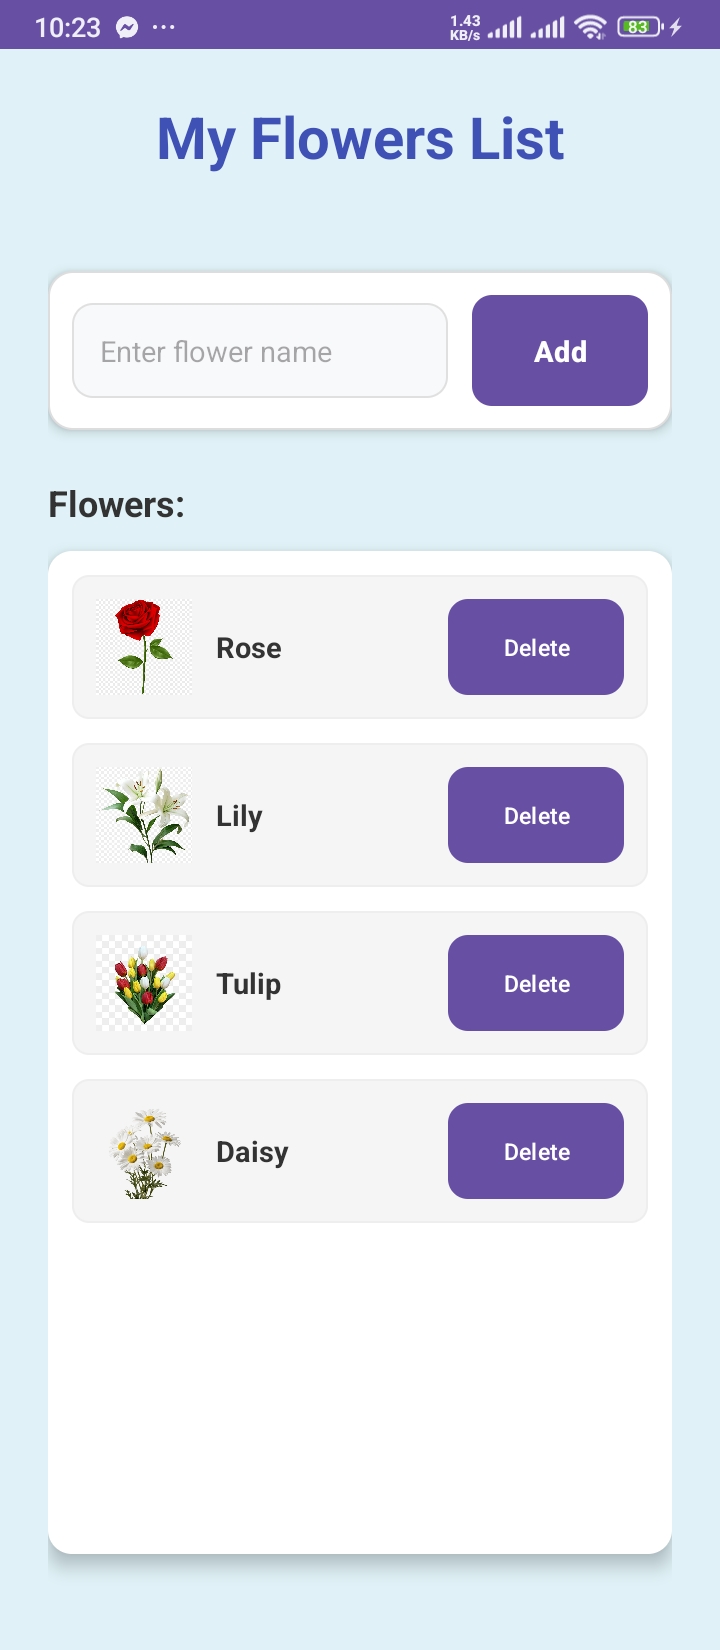 10:23 ... 1.43 KB/s 83
My Flowers List
Enter flower name Add
Flowers:
Rose Delete
Lily Delete
Tulip Delete
Daisy Delete